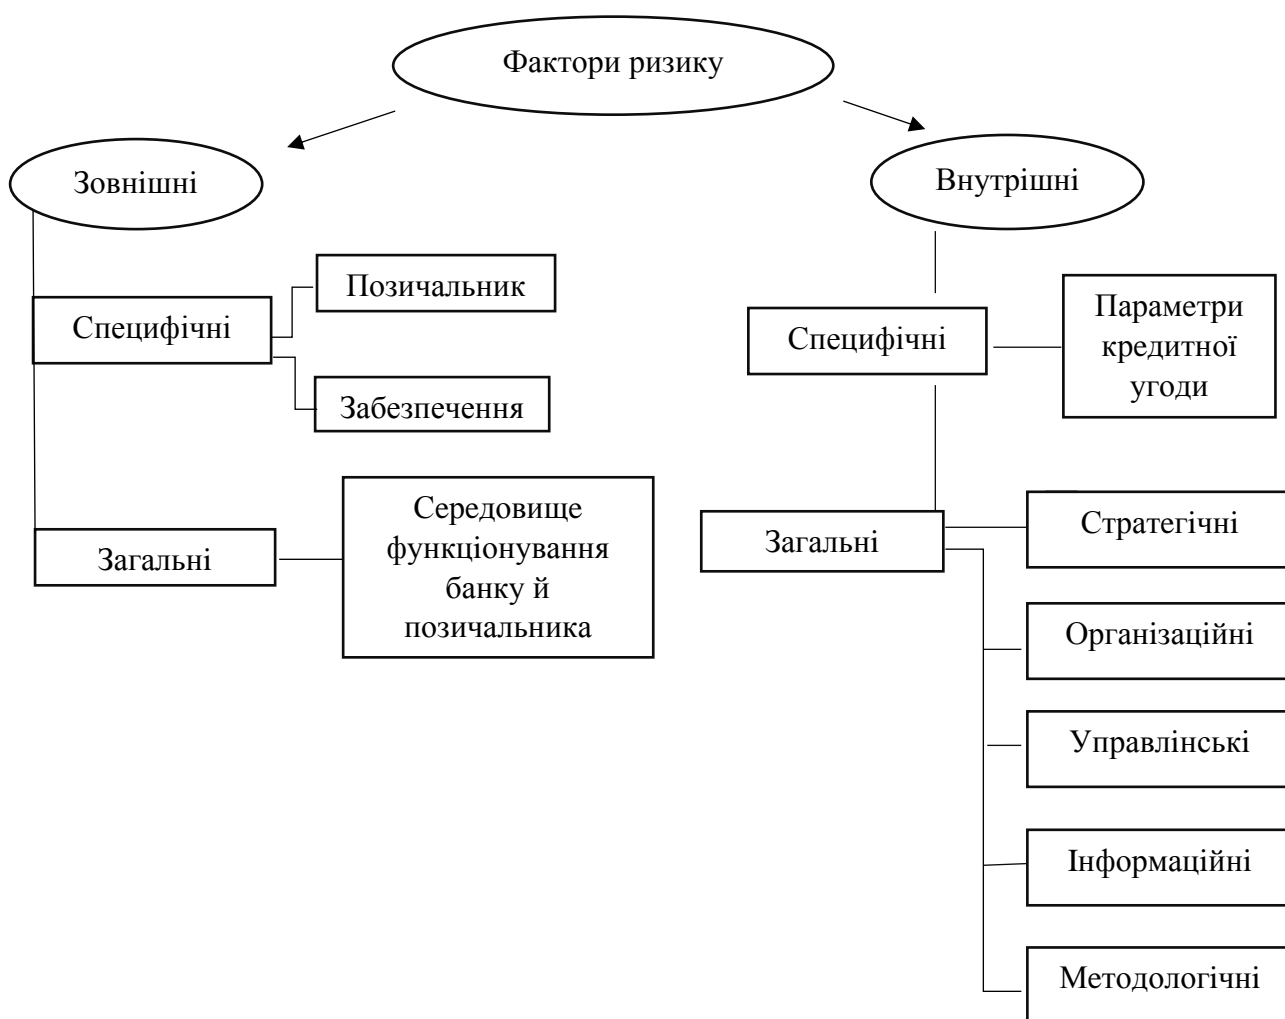 Фактори ризику
Зовнішні
Внутрішні
Специфічні
Позичальник
Забезпечення
Загальні
Середовище
функціонування
банку й
позичальника
Специфічні
Параметри
кредитної
угоди
Загальні
Стратегічні
Організаційні
Управлінські
Інформаційні
Методологічні